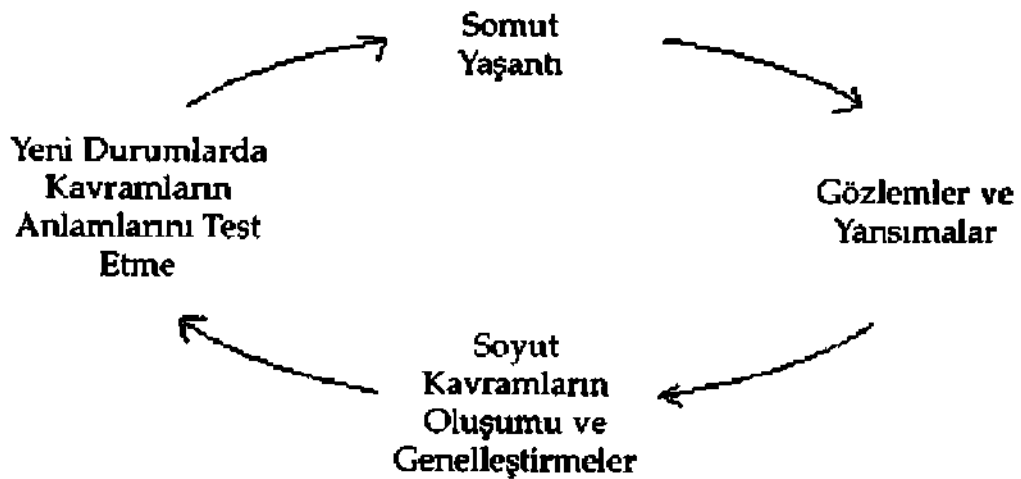 Somut
Yaşantı
Yeni Durumlarda
Kavramların
Anlamlarını Test
Etme
Gözlemler ve
Yansımalar
Soyut
Kavramların
Oluşumu ve
Genelleştirmeler